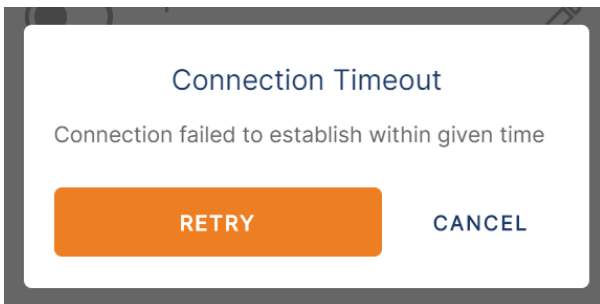 Connection Timeout
Connection failed to establish within given time
RETRY
CANCEL